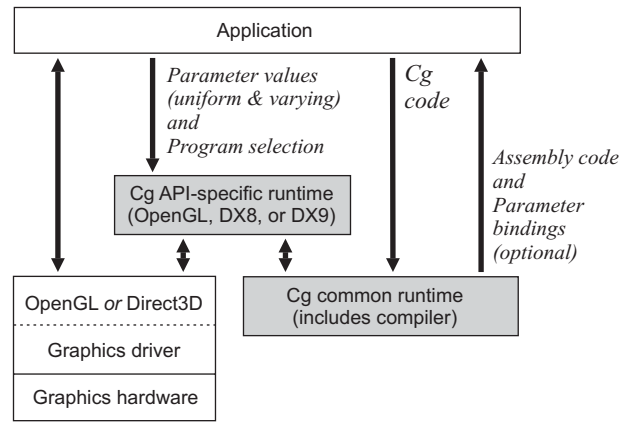 Application
Parameter values
(uniform & varying)
and
Program selection
Cg
code
Assembly code
and
Parameter
bindings
(optional)
Cg API-specific runtime
(OpenGL, DX8, or DX9)
OpenGL or Direct3D
Graphics driver
Graphics hardware
Cg common runtime
(includes compiler)